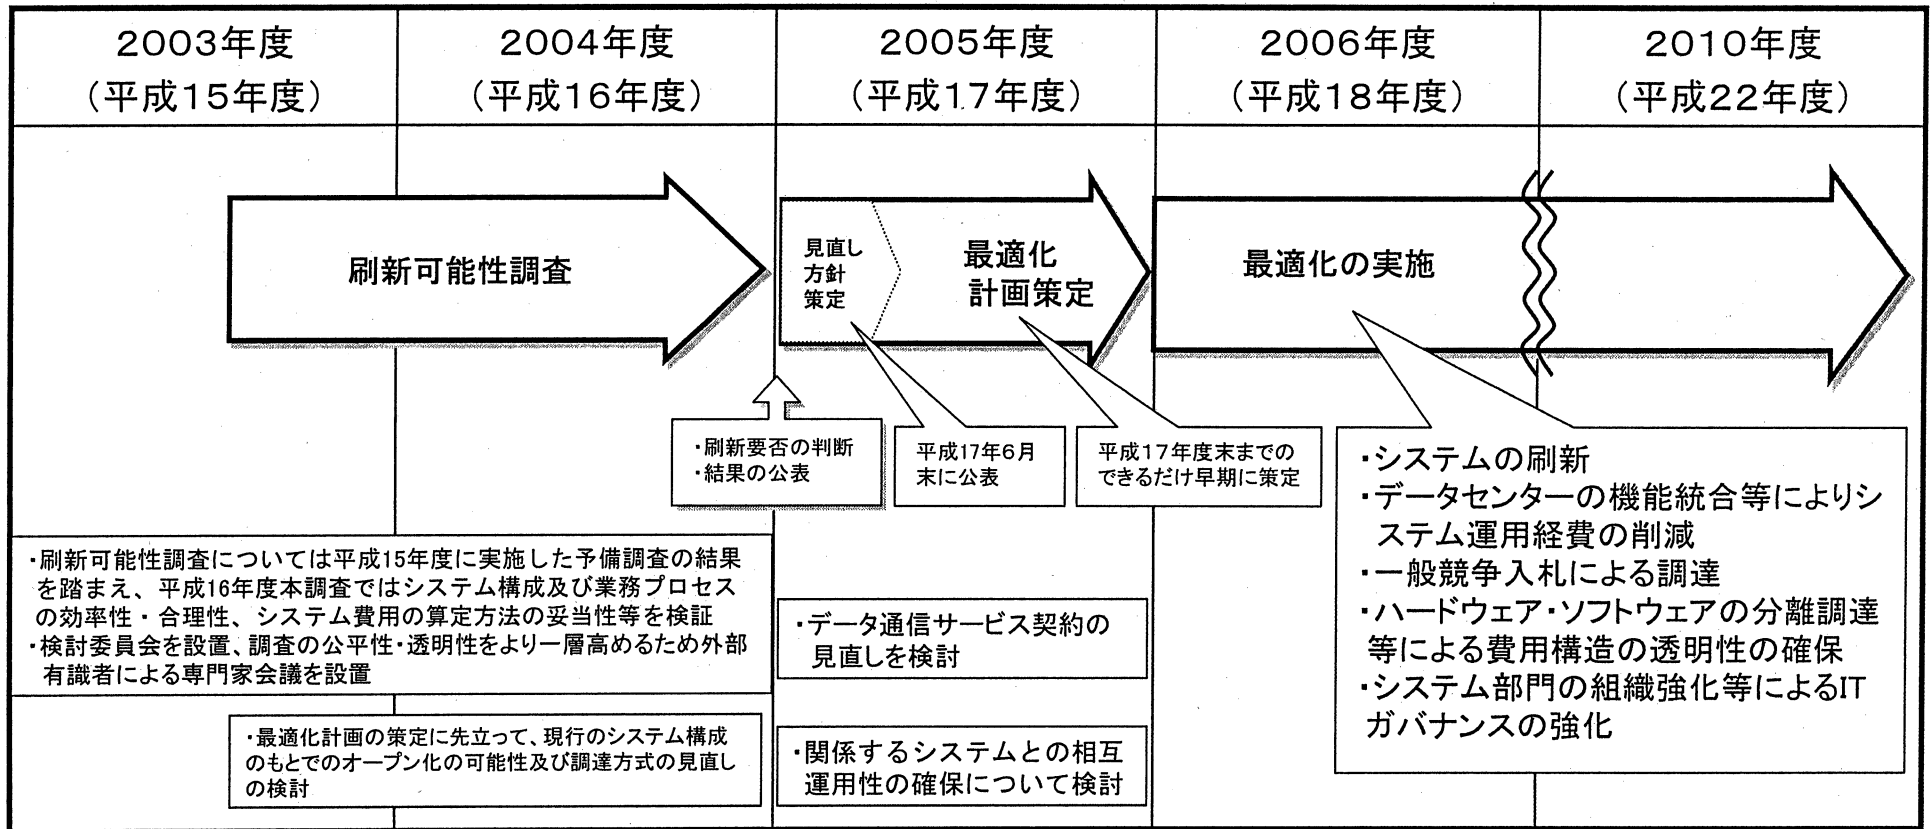 2003年度
(平成15年度)
2004年度
(平成16年度)
2005年度
(平成17年度)
2006年度
(平成18年度)
2010年度
(平成22年度)
刷新可能性調査
見直し
方針
策定
最適化
計画策定
最適化の実施
・刷新要否の判断
・結果の公表
平成17年6月
末に公表
平成17年度末までの
できるだけ早期に策定
・システムの刷新
・データセンターの機能統合等によりシ
ステム運用経費の削減
・一般競争入札による調達
・ハードウェア・ソフトウェアの分離調達
等による費用構造の透明性の確保
・システム部門の組織強化等によるIT
ガバナンスの強化
・刷新可能性調査については平成15年度に実施した予備調査の結果
を踏まえ、平成16年度本調査ではシステム構成及び業務プロセス
の効率性・合理性、システム費用の算定方法の妥当性等を検証
・検討委員会を設置、調査の公平性・透明性をより一層高めるため外部
有識者による専門家会議を設置
・データ通信サービス契約の
見直しを検討
・最適化計画の策定に先立って、現行のシステム構成
のもとでのオープン化の可能性及び調達方式の見直し
の検討
・関係するシステムとの相互
運用性の確保について検討